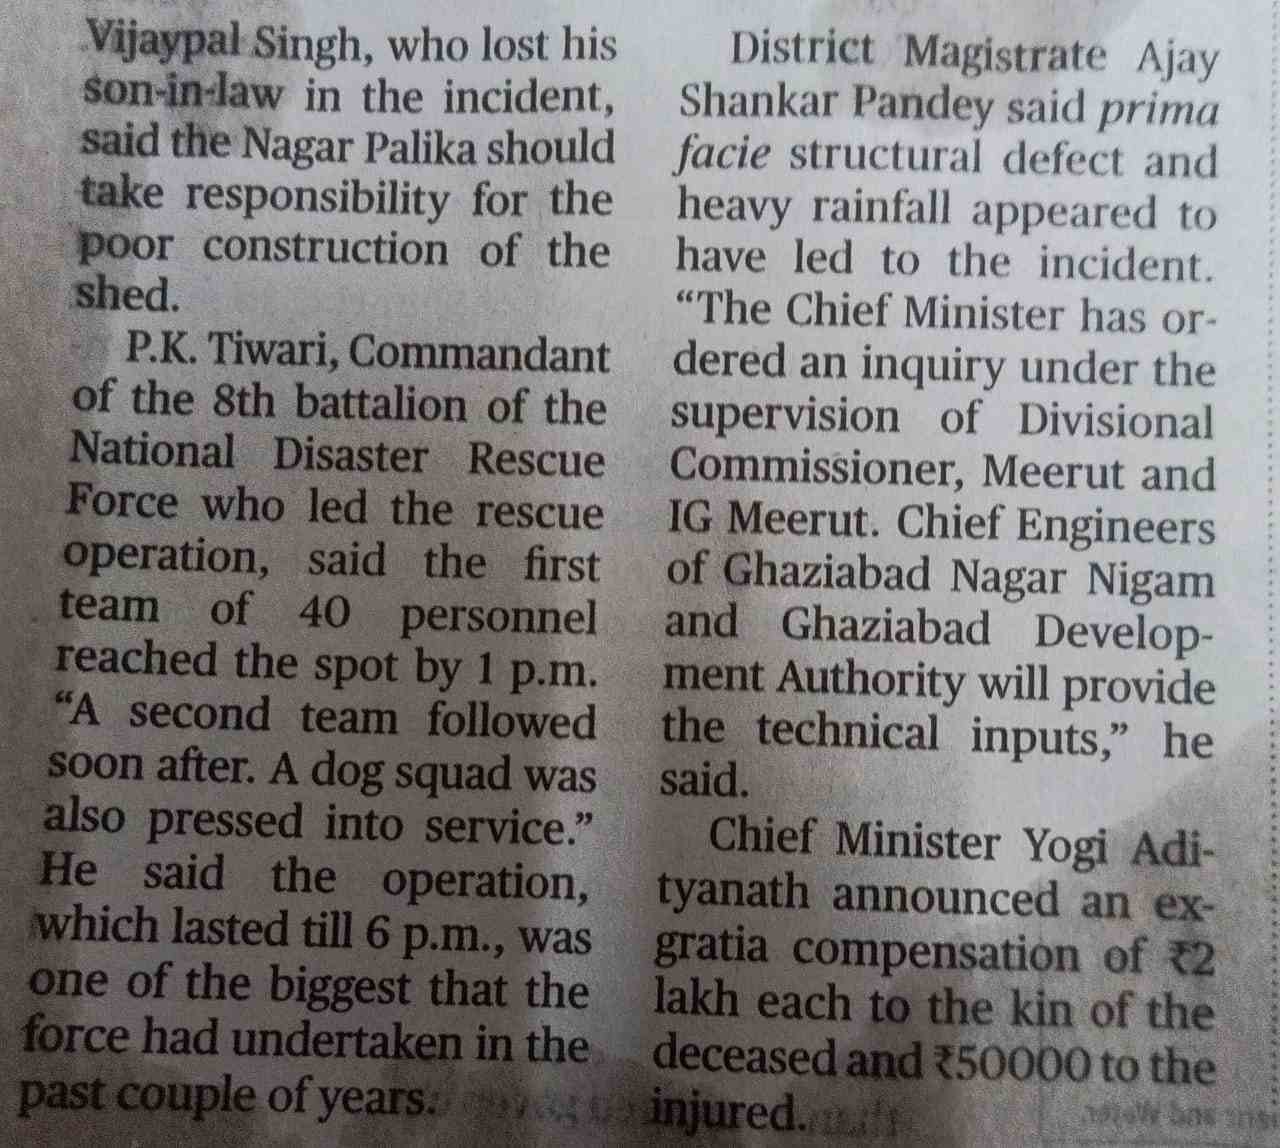 Vijaypal Singh, who lost his
son-in-law in the incident,
said the Nagar Palika should
take responsibility for the
poor construction of the
shed.
P.K. Tiwari, Commandant
of the 8th battalion of the
National Disaster Rescue
Force who led the rescue
operation, said the first
team of 40 personnel
reached the spot by 1 p.m.
“A second team followed
soon after. A dog squad was
also pressed into service.”
He said the operation,
which lasted till 6 p.m., was
one of the biggest that the
force had undertaken in the
past couple of years.
District Magistrate Ajay
Shankar Pandey said prima
facie structural defect and
heavy rainfall appeared to
have led to the incident.
“The Chief Minister has or-
dered an inquiry under the
supervision of Divisional
Commissioner, Meerut and
IG Meerut. Chief Engineers
of Ghaziabad Nagar Nigam
and Ghaziabad Develop-
ment Authority will provide
the technical inputs,” he
said.
Chief Minister Yogi Adi-
tyanath announced an ex-
gratia compensation of ₹2
lakh each to the kin of the
deceased and ₹50000 to the
injured.